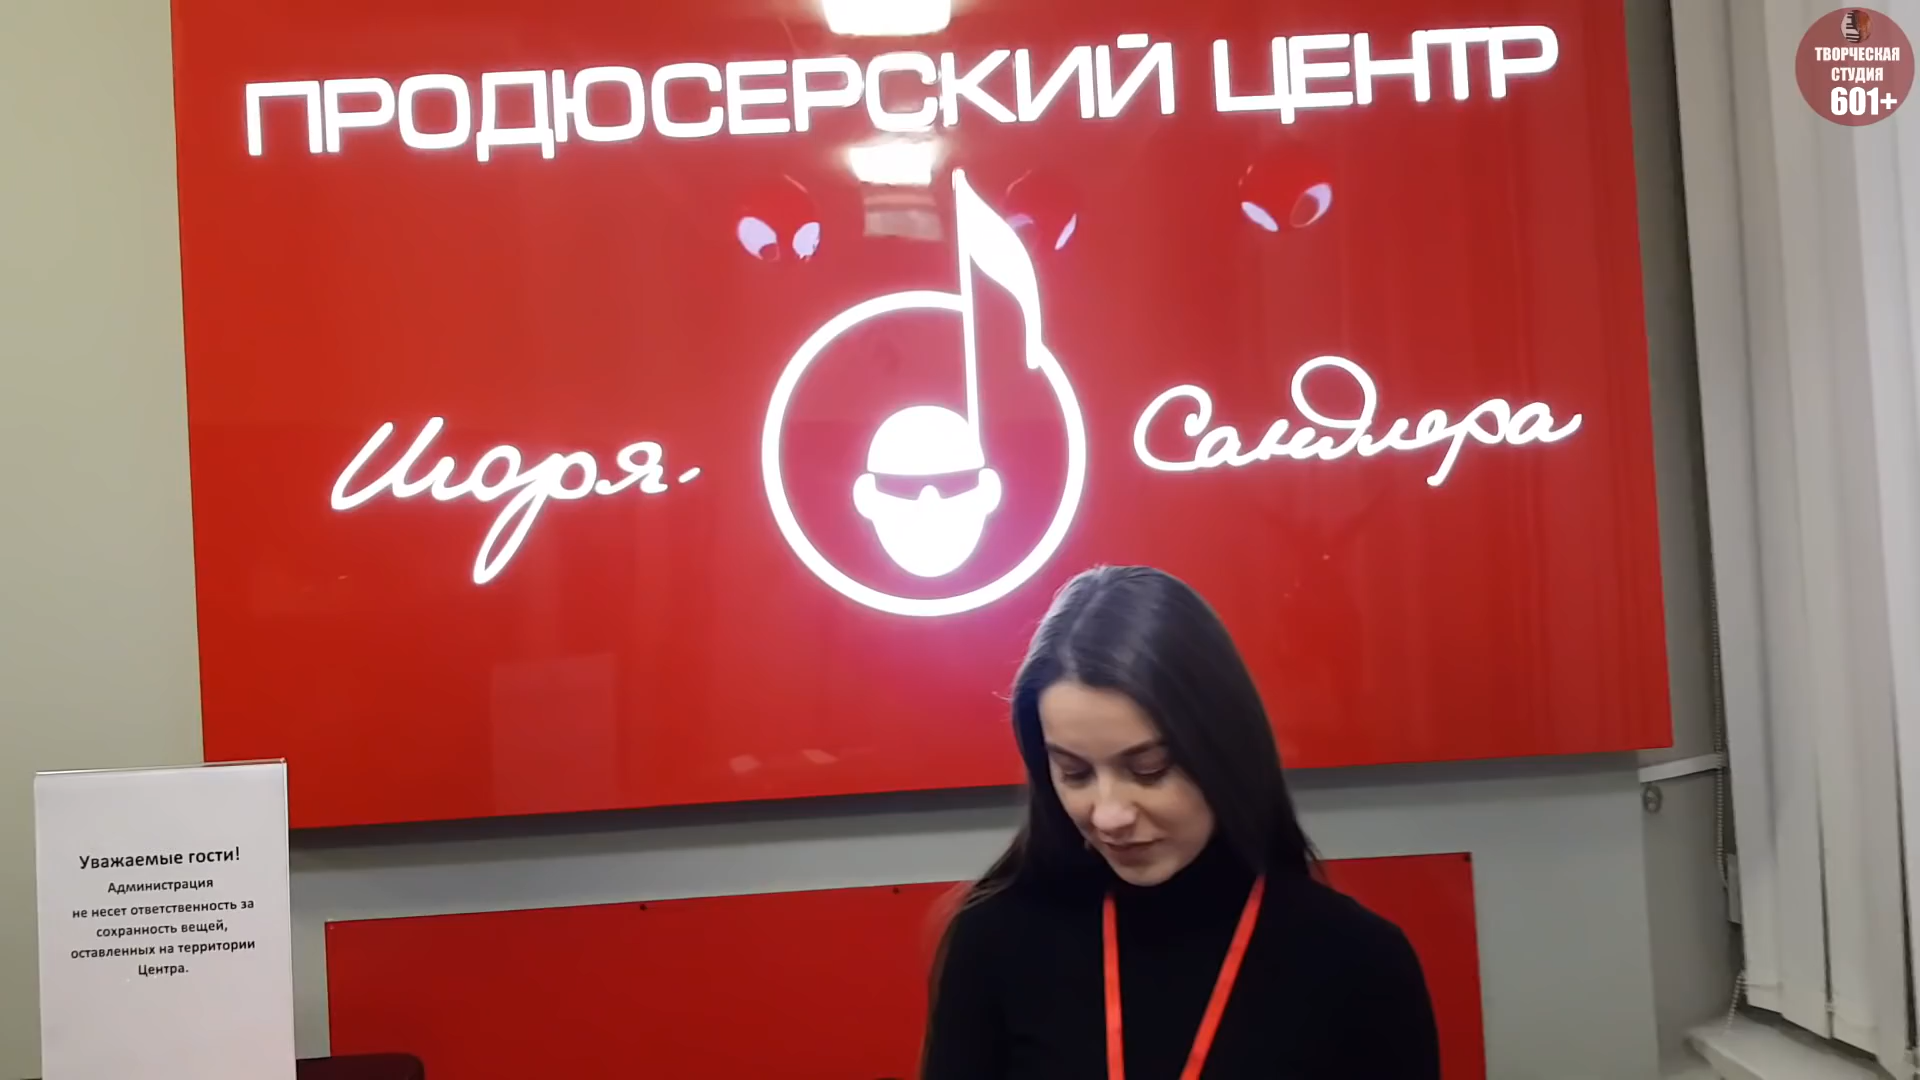 ПРОДЮСЕРСКИЙ ЦЕНТР
Игоря Сандлера
ТВОРЧЕСКАЯ
СТУДИЯ
601+
Уважаемые гости!
Администрация
не несет ответственность за
сохранность вещей,
оставленных на территории
Центра.